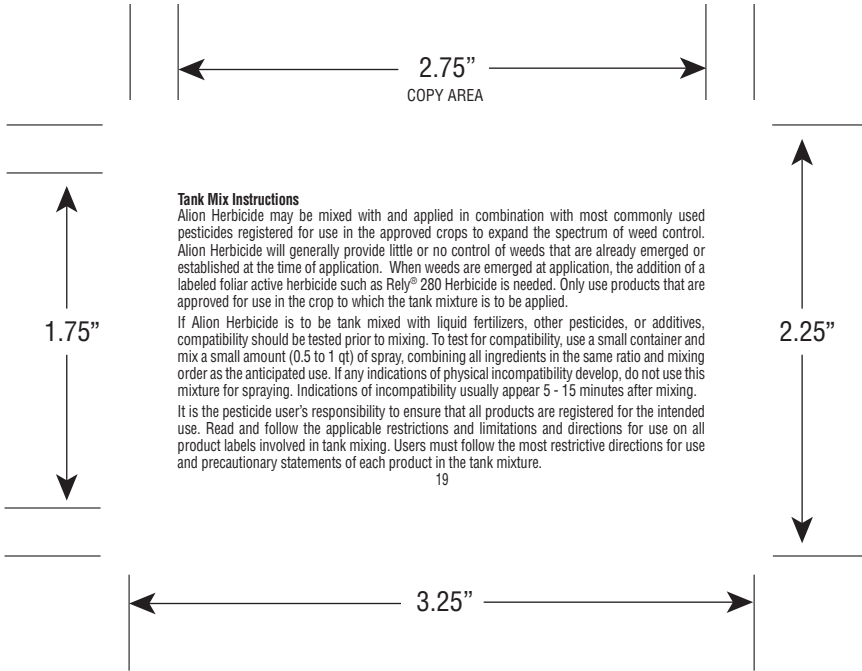 2.75”
COPY AREA
Tank Mix Instructions
Alion Herbicide may be mixed with and applied in combination with most commonly used
pesticides registered for use in the approved crops to expand the spectrum of weed control.
Alion Herbicide will generally provide little or no control of weeds that are already emerged or
established at the time of application.  When weeds are emerged at application, the addition of a
labeled foliar active herbicide such as Rely® 280 Herbicide is needed. Only use products that are
approved for use in the crop to which the tank mixture is to be applied.
If Alion Herbicide is to be tank mixed with liquid fertilizers, other pesticides, or additives,
compatibility should be tested prior to mixing. To test for compatibility, use a small container and
mix a small amount (0.5 to 1 qt) of spray, combining all ingredients in the same ratio and mixing
order as the anticipated use. If any indications of physical incompatibility develop, do not use this
mixture for spraying. Indications of incompatibility usually appear 5 - 15 minutes after mixing.
It is the pesticide user’s responsibility to ensure that all products are registered for the intended
use. Read and follow the applicable restrictions and limitations and directions for use on all
product labels involved in tank mixing. Users must follow the most restrictive directions for use
and precautionary statements of each product in the tank mixture.
19
1.75”
2.25”
3.25”